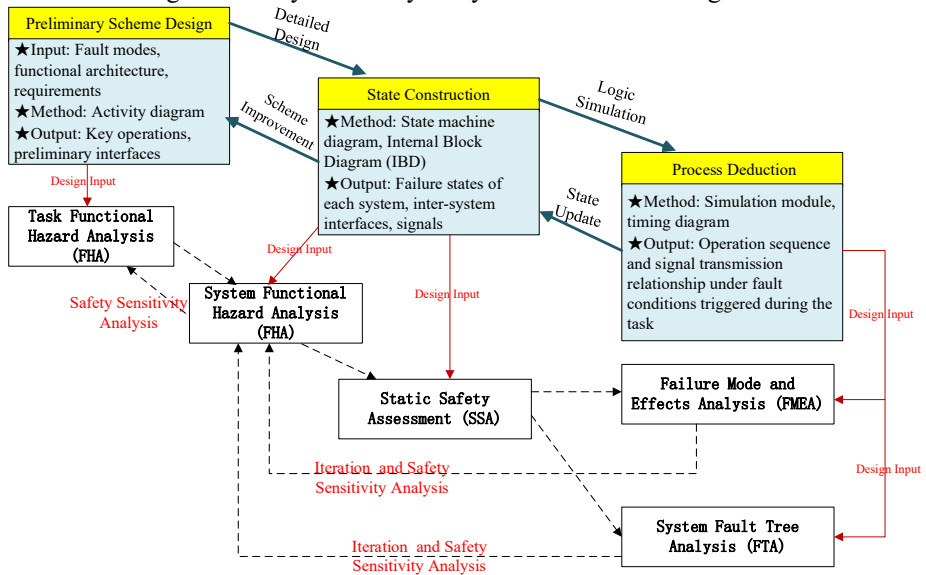 Preliminary Scheme Design
★Input: Fault modes,
functional architecture,
requirements
★Method: Activity diagram
★Output: Key operations,
preliminary interfaces
Detailed
Design
Scheme
Improvement
State Construction
★Method: State machine
diagram, Internal Block
Diagram (IBD)
★Output: Failure states of
each system, inter-system
interfaces, signals
Logic
Simulation
State
Update
Process Deduction
★Method: Simulation module,
timing diagram
★Output: Operation sequence
and signal transmission
relationship under fault
conditions triggered during the
task
Design Input
Task Functional
Hazard Analysis
(FHA)
Design Input
Safety Sensitivity
Analysis
System Functional
Hazard Analysis
(FHA)
Design Input
Design Input
Static Safety
Assessment (SSA)
Failure Mode and
Effects Analysis (FMEA)
Iteration and Safety
Sensitivity Analysis
Design Input
System Fault Tree
Analysis (FTA)
Iteration and Safety
Sensitivity Analysis